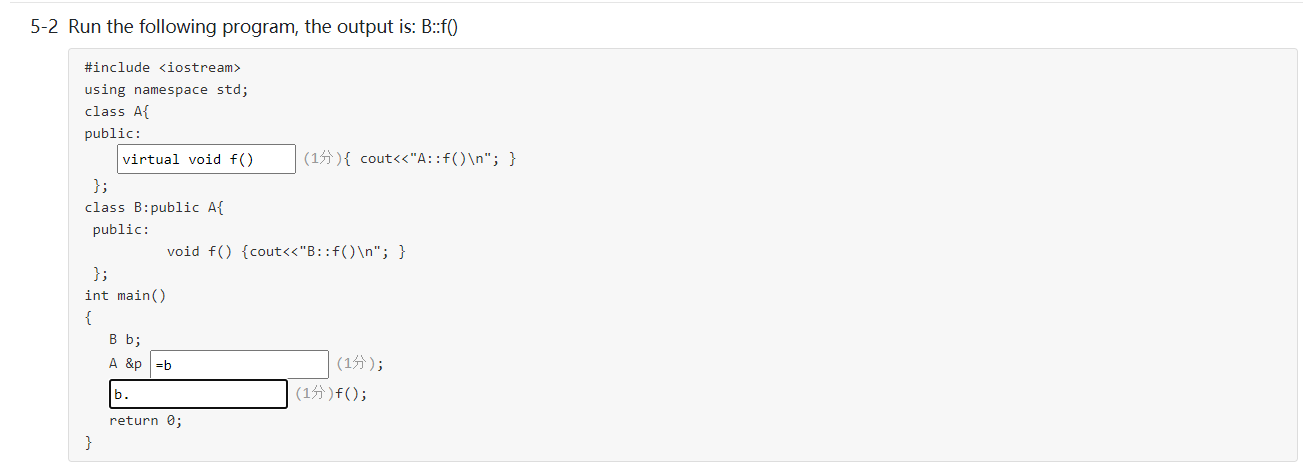 5-2 Run the following program, the output is: B::f()
#include <iostream>
using namespace std;
class A{
public:
virtual void f() (1分){ cout<<"A::f()\n"; }
};
class B:public A{
public:
void f() {cout<<"B::f()\n"; }
};
int main()
{
B b;
A &p =b (1分);
b. (1分)f();
return 0;
}